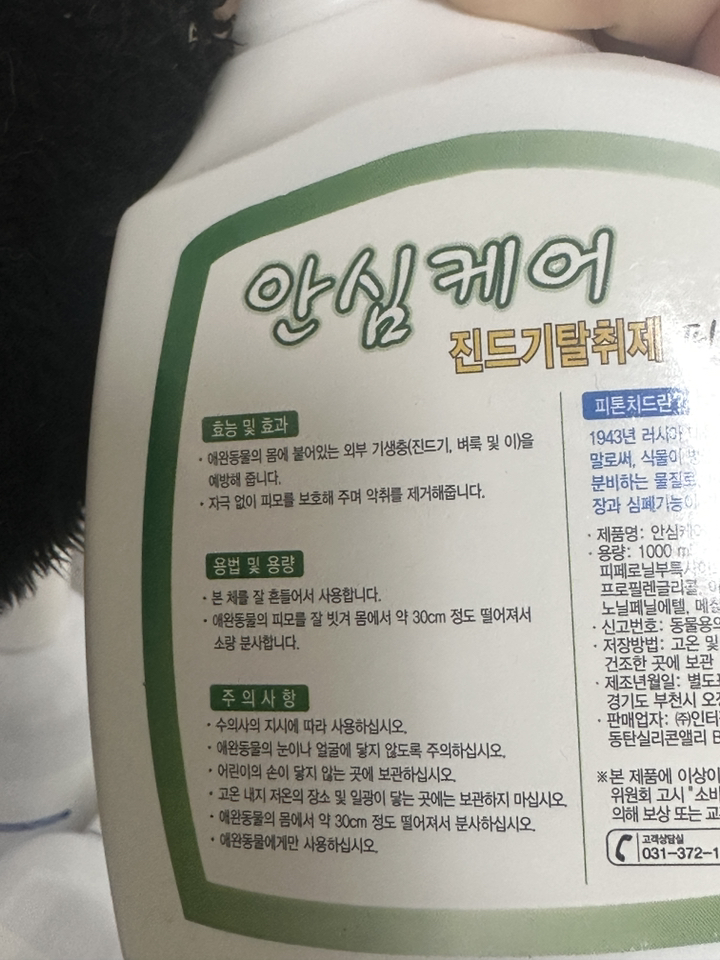 안심케어
진드기탈취제
효능 및 효과
· 애완동물의 몸에 붙어있는 외부 기생충(진드기, 벼룩 및 이)을
예방해 줍니다.
· 자극 없이 피모를 보호해 주며 악취를 제거해줍니다.
용법 및 용량
· 본 체를 잘 흔들어서 사용합니다.
· 애완동물의 피모를 잘 빗겨 몸에서 약 30cm 정도 떨어져서
소량 분사합니다.
주 의 사 항
· 수의사의 지시에 따라 사용하십시오.
· 애완동물의 눈이나 얼굴에 닿지 않도록 주의하십시오.
· 어린이의 손이 닿지 않는 곳에 보관하십시오.
· 고온 내지 저온의 장소 및 일광이 닿는 곳에는 보관하지 마십시오.
· 애완동물의 몸에서 약 30cm 정도 떨어져서 분사하십시오.
· 애완동물에게만 사용하십시오.
피톤치드란
1943년 러시아
말로써, 식물이
분비하는 물질로
장과 심폐기능이
· 제품명: 안심케어
· 용량: 1000 ml
피페로닐부톡사이드
프로필렌글리콜,
노닐페닐에텔,
· 신고번호: 동물용의
· 저장방법: 고온 및
건조한 곳에 보관
· 제조년월일: 별도
경기도 부천시 오정
· 판매업자: ㈜인터
동탄실리콘앨리 B
※본 제품에 이상이
위원회 고시 "소비
의해 보상 또는 교
고객상담실
031-372-1